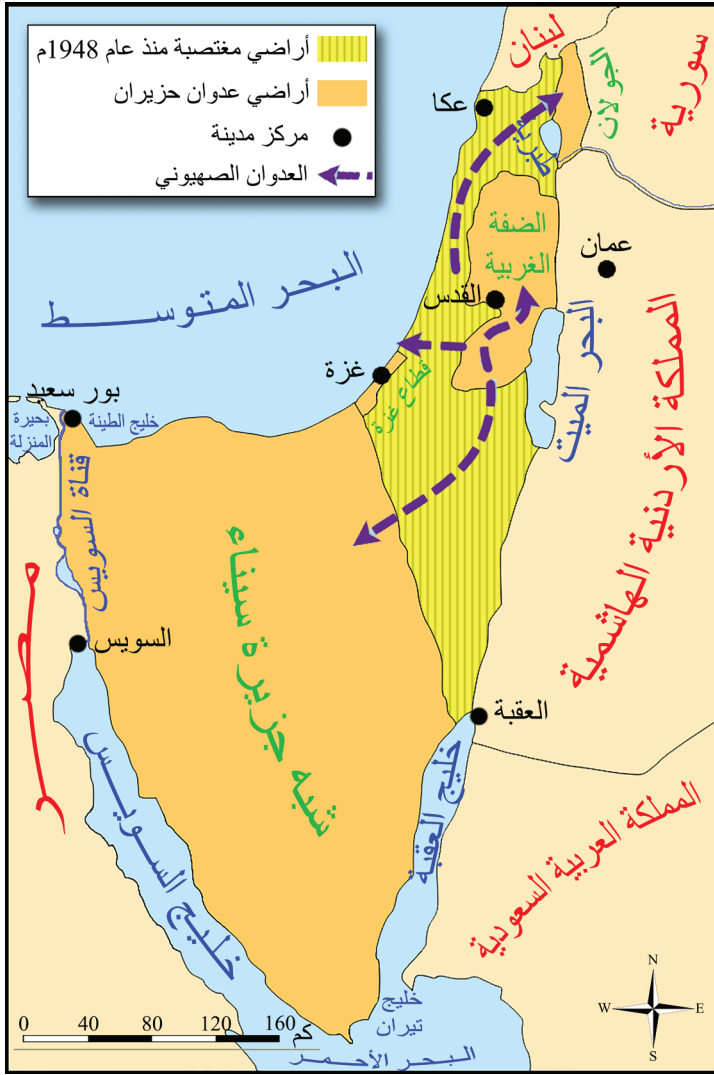 أراضي مغتصبة منذ عام 1948م
أراضي عدوان حزيران
مركز مدينة
العدوان الصهيوني
لبنان
سورية
الجولان
عكا
طبرية
الضفة
الغربية
عمان
القدس
البحر المتوسط
البحر الميت
المملكة الأردنية الهاشمية
غزة
قطاع غزة
بور سعيد
خليج الطينة
بحيرة
المنزلة
قناة السويس
شبه جزيرة سيناء
مصر
السويس
العقبة
خليج العقبة
خليج السويس
المملكة العربية السعودية
خليج
تيران
البحر الأحمر
0 40 80 120 160
كم
N
W E
S